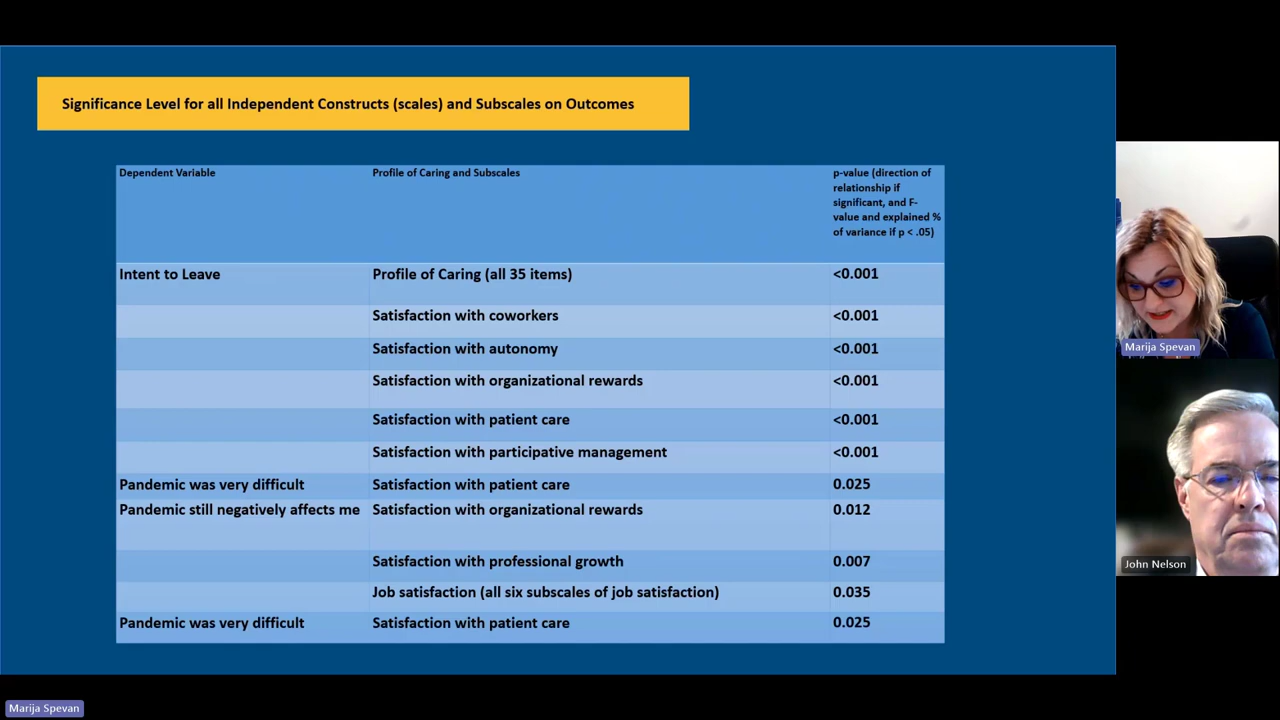 Significance Level for all Independent Constructs (scales) and Subscales on Outcomes
Dependent Variable
Profile of Caring and Subscales
p-value (direction of
relationship if
significant, and F-
value and explained %
of variance if p < .05)
Intent to Leave
Profile of Caring (all 35 items)
<0.001
Satisfaction with coworkers
<0.001
Satisfaction with autonomy
<0.001
Satisfaction with organizational rewards
<0.001
Satisfaction with patient care
<0.001
Satisfaction with participative management
<0.001
Pandemic was very difficult
Satisfaction with patient care
0.025
Pandemic still negatively affects me
Satisfaction with organizational rewards
0.012
Satisfaction with professional growth
0.007
Job satisfaction (all six subscales of job satisfaction)
0.035
Pandemic was very difficult
Satisfaction with patient care
0.025
Marija Spevan
John Nelson
Marija Spevan